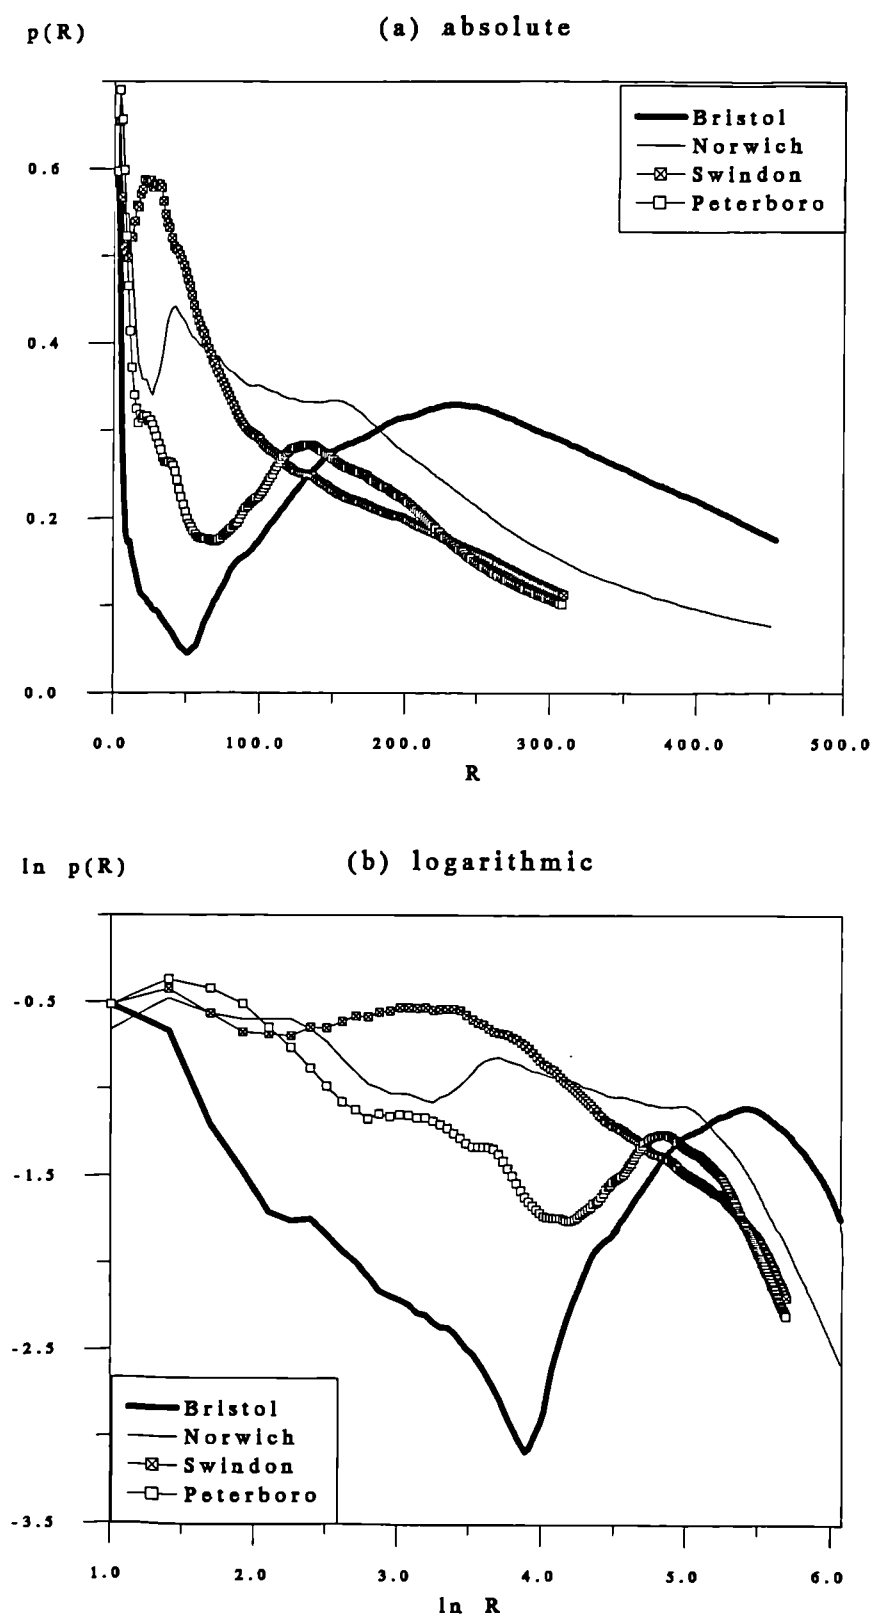 (a) absolute
p(R)
Bristol
Norwich
Swindon
Peterboro
0.6
0.4
0.2
0.0
0.0 100.0 200.0 300.0 400.0 500.0
R
(b) logarithmic
ln p(R)
-0.5
-1.5
-2.5
-3.5
Bristol
Norwich
Swindon
Peterboro
1.0 2.0 3.0 4.0 5.0 6.0
ln R